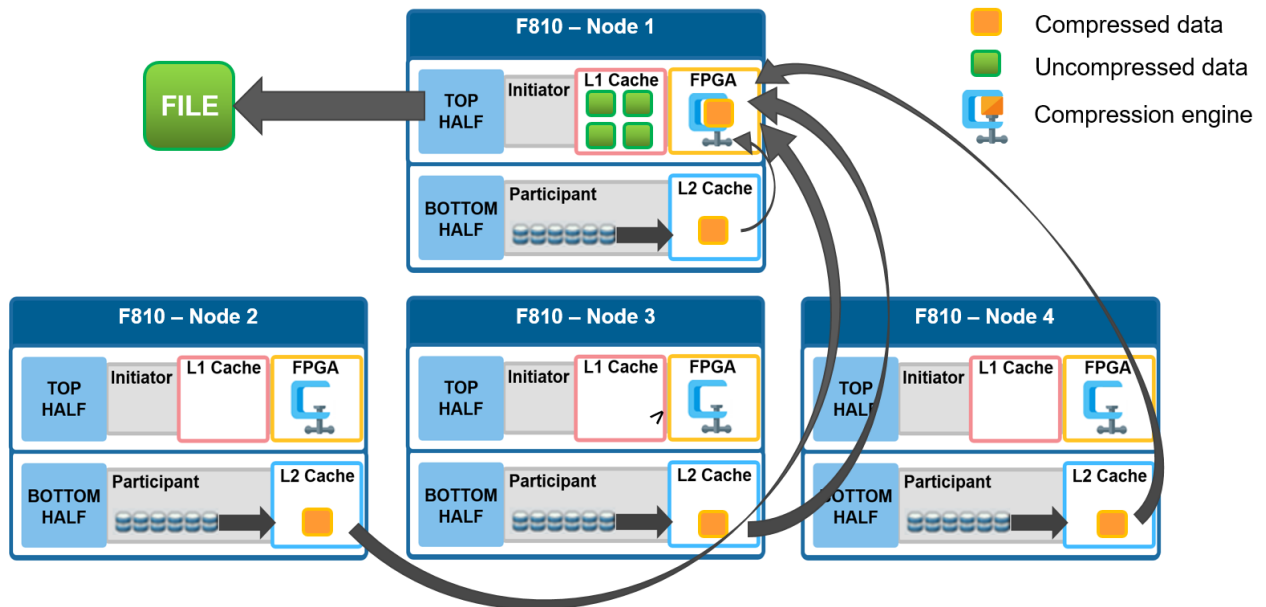 F810 – Node 1
Compressed data
Uncompressed data
Compression engine
FILE
TOP
HALF
Initiator
L1 Cache
FPGA
BOTTOM
HALF
Participant
L2 Cache
F810 – Node 2
TOP
HALF
Initiator
L1 Cache
FPGA
BOTTOM
HALF
Participant
L2 Cache
F810 – Node 3
TOP
HALF
Initiator
L1 Cache
FPGA
BOTTOM
HALF
Participant
L2 Cache
F810 – Node 4
TOP
HALF
Initiator
L1 Cache
FPGA
BOTTOM
HALF
Participant
L2 Cache